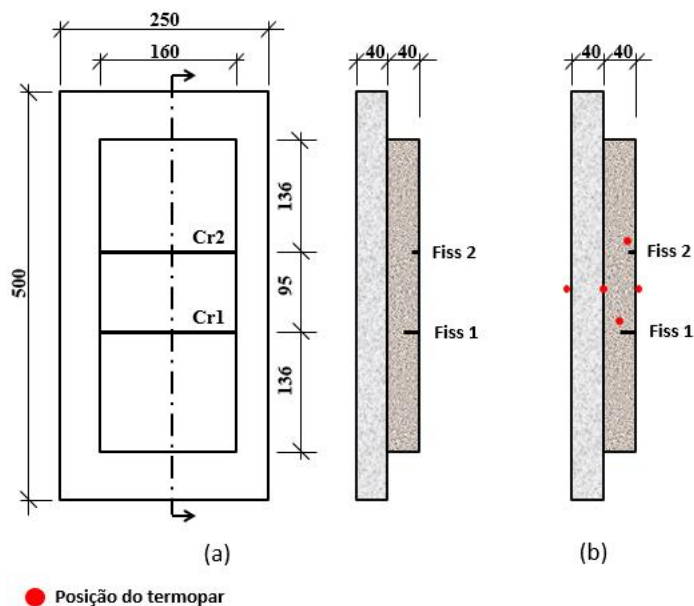 250
160
500
136
95
136
Cr2
Cr1
40 40
Fiss 2
Fiss 1
40 40
Fiss 2
Fiss 1
(a)
(b)
Posição do termopar